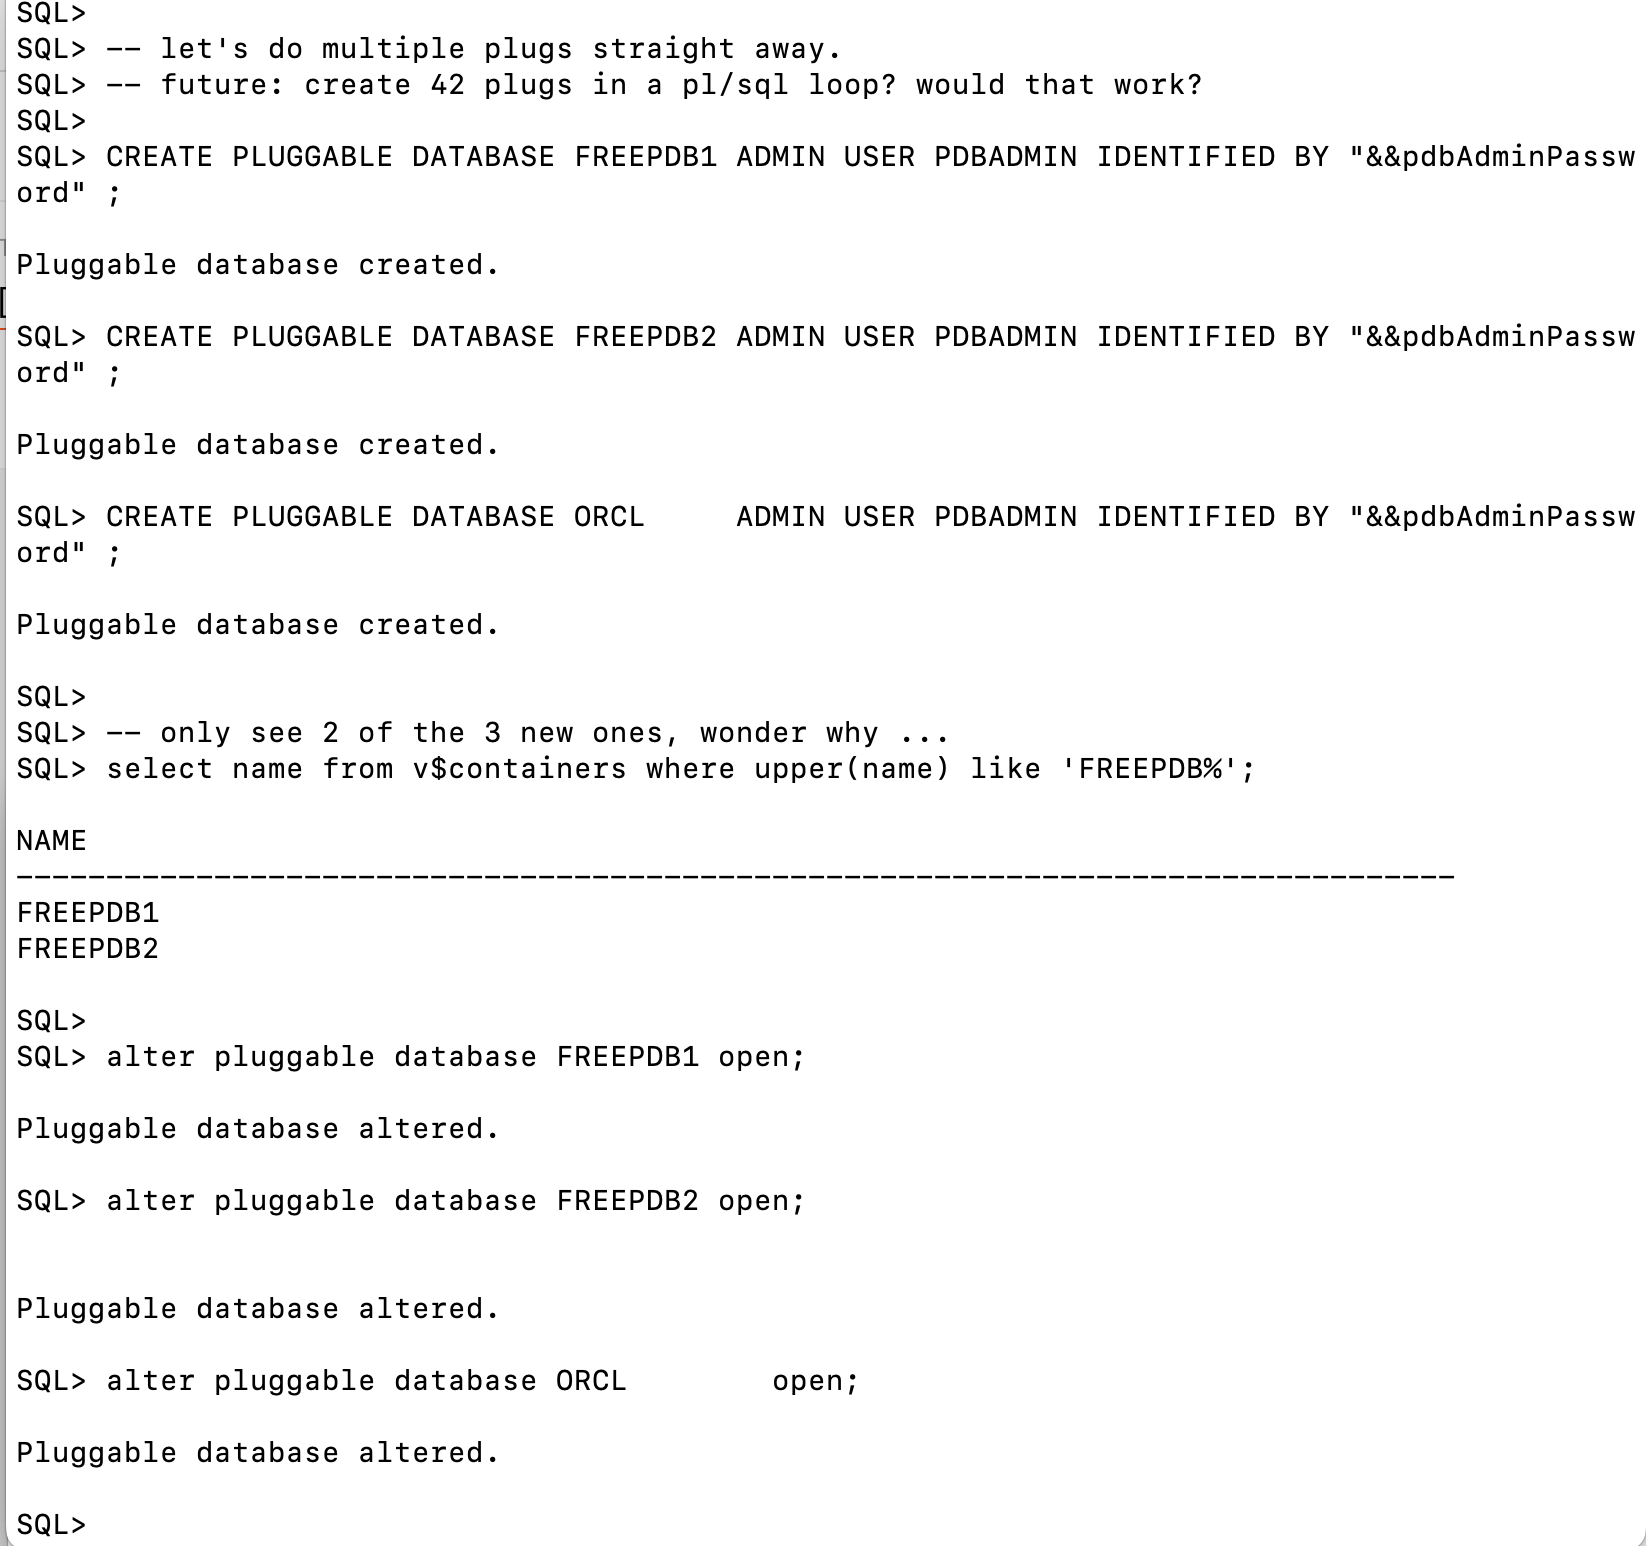 SQL>
SQL> -- let's do multiple plugs straight away.
SQL> -- future: create 42 plugs in a pl/sql loop? would that work?
SQL>
SQL> CREATE PLUGGABLE DATABASE FREEPDB1 ADMIN USER PDBADMIN IDENTIFIED BY "&&pdbAdminPassw
ord" ;
Pluggable database created.
SQL> CREATE PLUGGABLE DATABASE FREEPDB2 ADMIN USER PDBADMIN IDENTIFIED BY "&&pdbAdminPassw
ord" ;
Pluggable database created.
SQL> CREATE PLUGGABLE DATABASE ORCL     ADMIN USER PDBADMIN IDENTIFIED BY "&&pdbAdminPassw
ord" ;
Pluggable database created.
SQL>
SQL> -- only see 2 of the 3 new ones, wonder why ...
SQL> select name from v$containers where upper(name) like 'FREEPDB%';
NAME
--------------------------------------------------------------------------------
FREEPDB1
FREEPDB2
SQL>
SQL> alter pluggable database FREEPDB1 open;
Pluggable database altered.
SQL> alter pluggable database FREEPDB2 open;
Pluggable database altered.
SQL> alter pluggable database ORCL        open;
Pluggable database altered.
SQL>